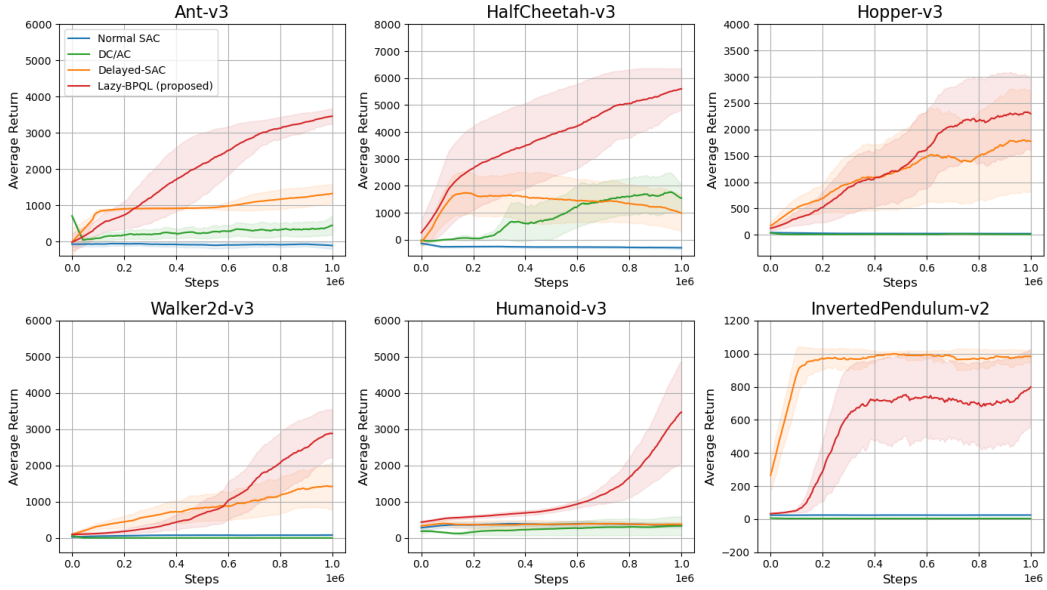 Ant-v3
6000
5000
4000
3000
2000
1000
0
Average Return
Normal SAC
DC/AC
Delayed-SAC
Lazy-BPQL (proposed)
0.0 0.2 0.4 0.6 0.8 1.0
Steps
1e6
HalfCheetah-v3
8000
7000
6000
5000
4000
3000
2000
1000
0
Average Return
0.0 0.2 0.4 0.6 0.8 1.0
Steps
1e6
Hopper-v3
4000
3500
3000
2500
2000
1500
1000
500
0
Average Return
0.0 0.2 0.4 0.6 0.8 1.0
Steps
1e6
Walker2d-v3
6000
5000
4000
3000
2000
1000
0
Average Return
0.0 0.2 0.4 0.6 0.8 1.0
Steps
1e6
Humanoid-v3
6000
5000
4000
3000
2000
1000
0
Average Return
0.0 0.2 0.4 0.6 0.8 1.0
Steps
1e6
InvertedPendulum-v2
1200
1000
800
600
400
200
0
−200
Average Return
0.0 0.2 0.4 0.6 0.8 1.0
Steps
1e6